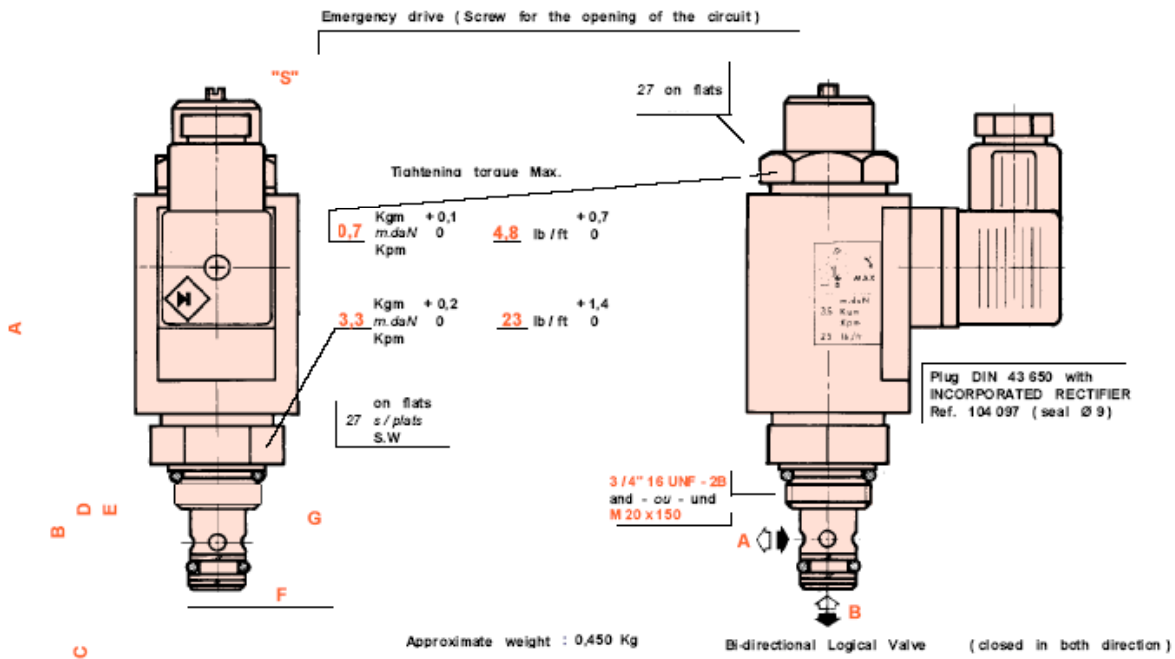 Emergency drive ( Screw for the opening of the circuit )
"S"
27 on flats
Tightening torque Max.
0,7 Kgm + 0,1 4,8 lb / ft + 0,7
m.daN 0 0
Kpm
3,3 Kgm + 0,2 23 lb / ft + 1,4
m.daN 0 0
Kpm
on flats
27 s / plats
S.W
MAX
m.daN
Kgm
Kpm
lb/ft
Plug DIN 43 650 with
INCORPORATED RECTIFIER
Ref. 104 097 ( seal Ø 9 )
3 / 4" 16 UNF - 2B
and - ou - und
M 20 x 150
A
B
D
E
G
F
C
A
B
Approximate weight : 0,450 Kg
Bi-directional Logical Valve ( closed in both direction )